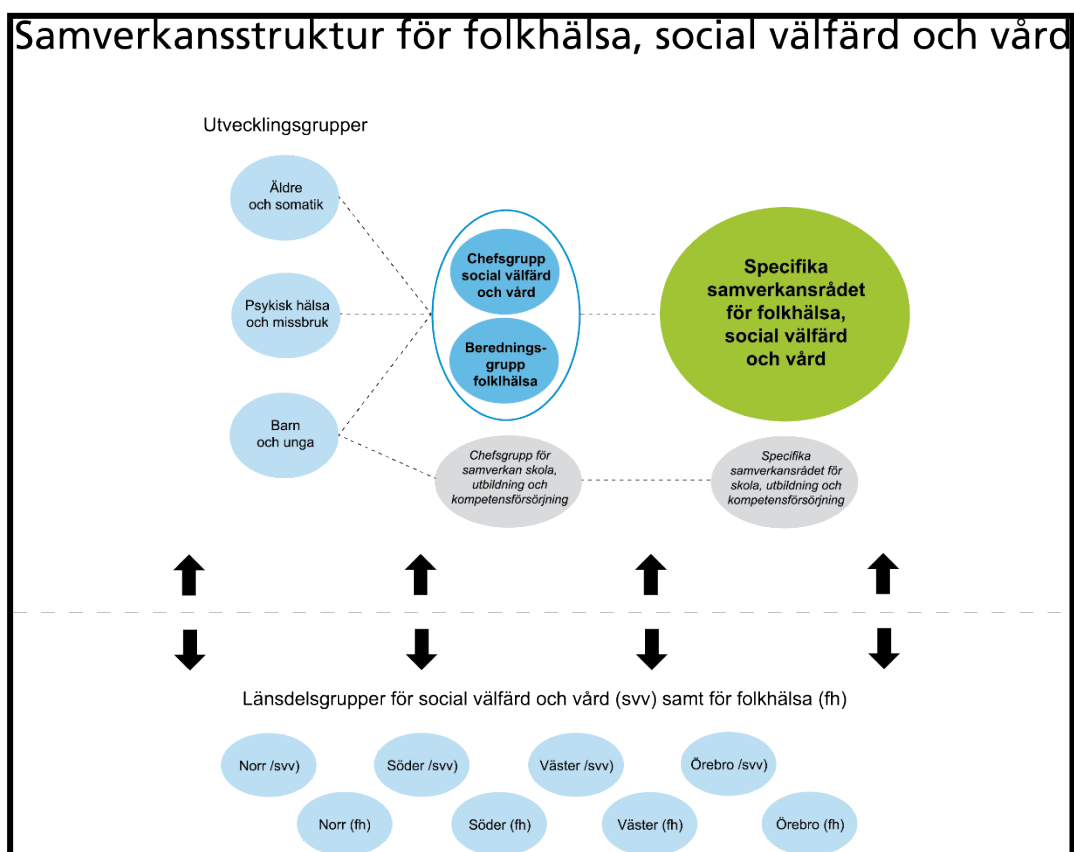 Samverkansstruktur för folkhälsa, social välfärd och vård
Utvecklingsgrupper
Äldre
och somatik
Psykisk hälsa
och missbruk
Barn
och unga
Chefsgrupp
social välfärd
och vård
Berednings-
grupp
folklhälsa
Specifika
samverkansrådet
för folkhälsa,
social välfärd
och vård
Chefsgrupp för
samverkan skola,
utbildning och
kompetensförsörjning
Specifika
samverkansrådet för
skola, utbildning och
kompetensförsörjning
Länsdelsgrupper för social välfärd och vård (svv) samt för folkhälsa (fh)
Norr /svv)
Söder /svv)
Väster /svv)
Örebro /svv)
Norr (fh)
Söder (fh)
Väster (fh)
Örebro (fh)